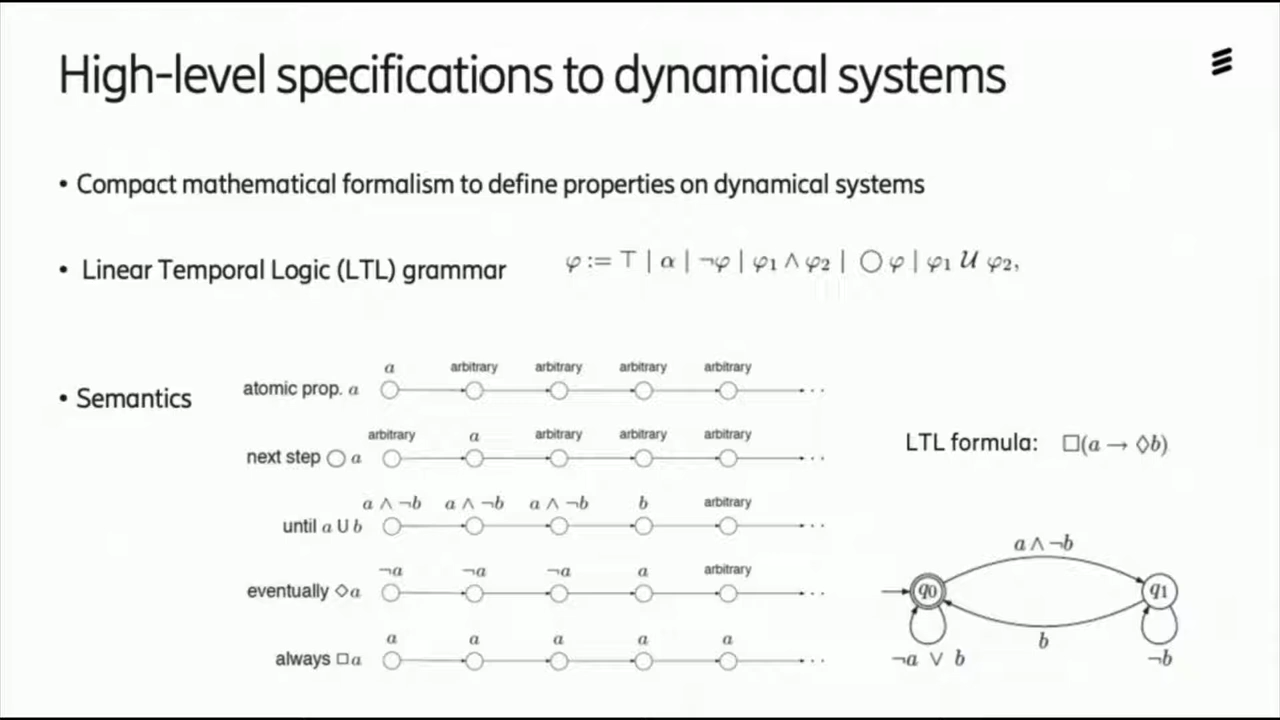 High-level specifications to dynamical systems
• Compact mathematical formalism to define properties on dynamical systems
• Linear Temporal Logic (LTL) grammar φ := ⊤ | α | ¬φ | φ₁ ∧ φ₂ | ◯ φ | φ₁ 𝒰 φ₂,
• Semantics
a arbitrary arbitrary arbitrary arbitrary
atomic prop. a
arbitrary a arbitrary arbitrary arbitrary
next step ◯ a
a ∧ ¬b a ∧ ¬b a ∧ ¬b b arbitrary
until a U b
¬a ¬a ¬a a arbitrary
eventually ◇a
a a a a a
always □a
LTL formula: □(a → ◇b)
a ∧ ¬b
q₀ q₁
b
¬a ∨ b ¬b